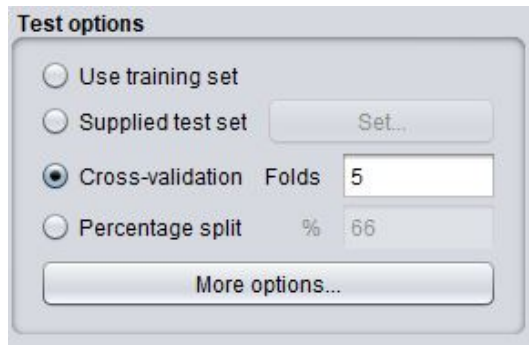 Test options
Use training set
Supplied test set Set...
Cross-validation Folds 5
Percentage split % 66
More options...